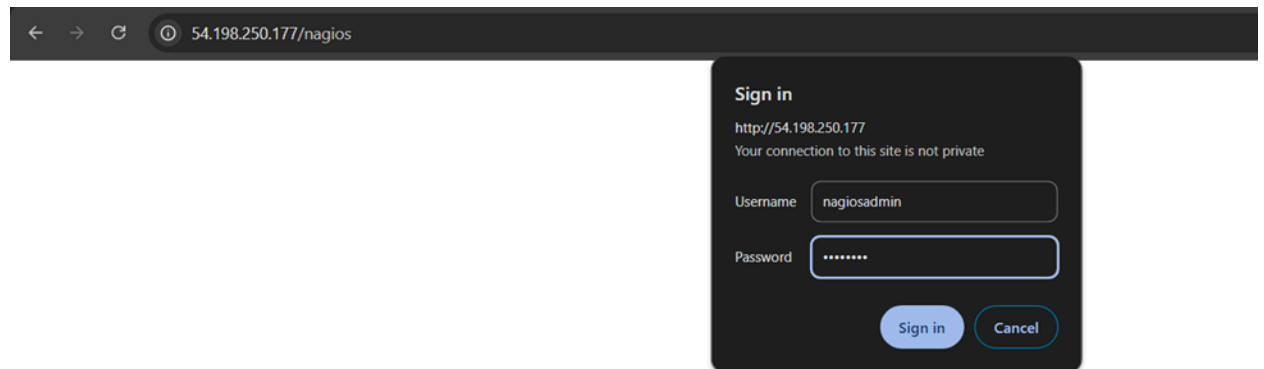 54.198.250.177/nagios
Sign in
http://54.198.250.177
Your connection to this site is not private
Username nagiosadmin
Password ••••••••
Sign in Cancel